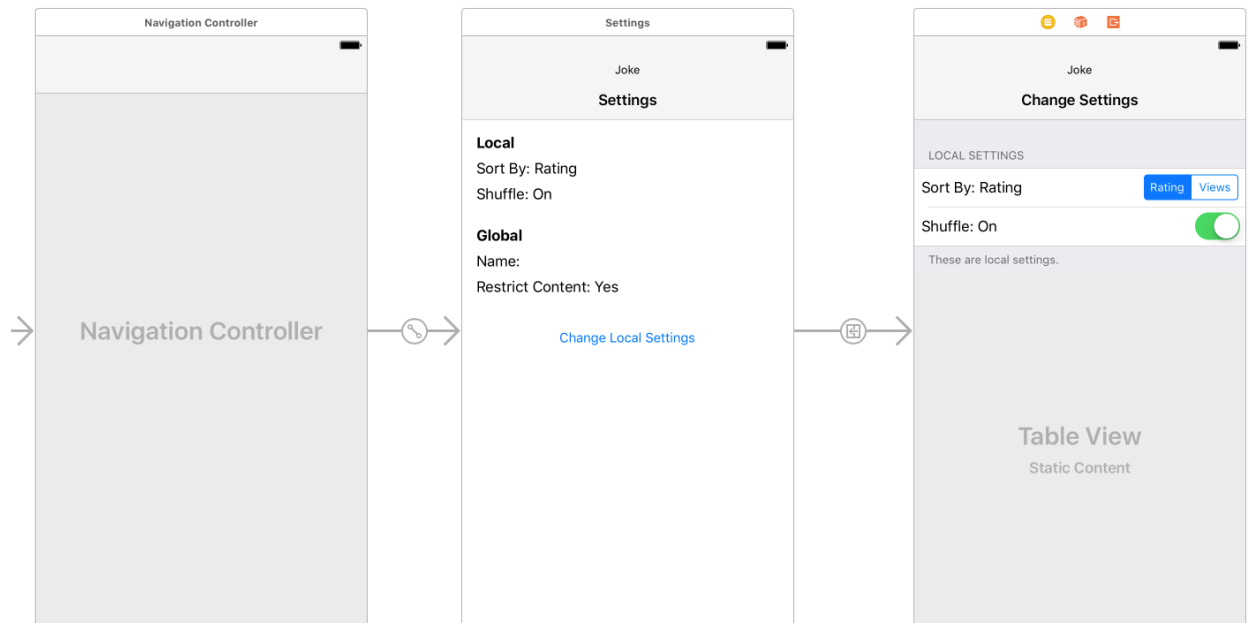 Navigation Controller
Navigation Controller
Settings
Joke
Settings
Local
Sort By: Rating
Shuffle: On
Global
Name:
Restrict Content: Yes
Change Local Settings
Joke
Change Settings
LOCAL SETTINGS
Sort By: Rating Rating Views
Shuffle: On
These are local settings.
Table View
Static Content